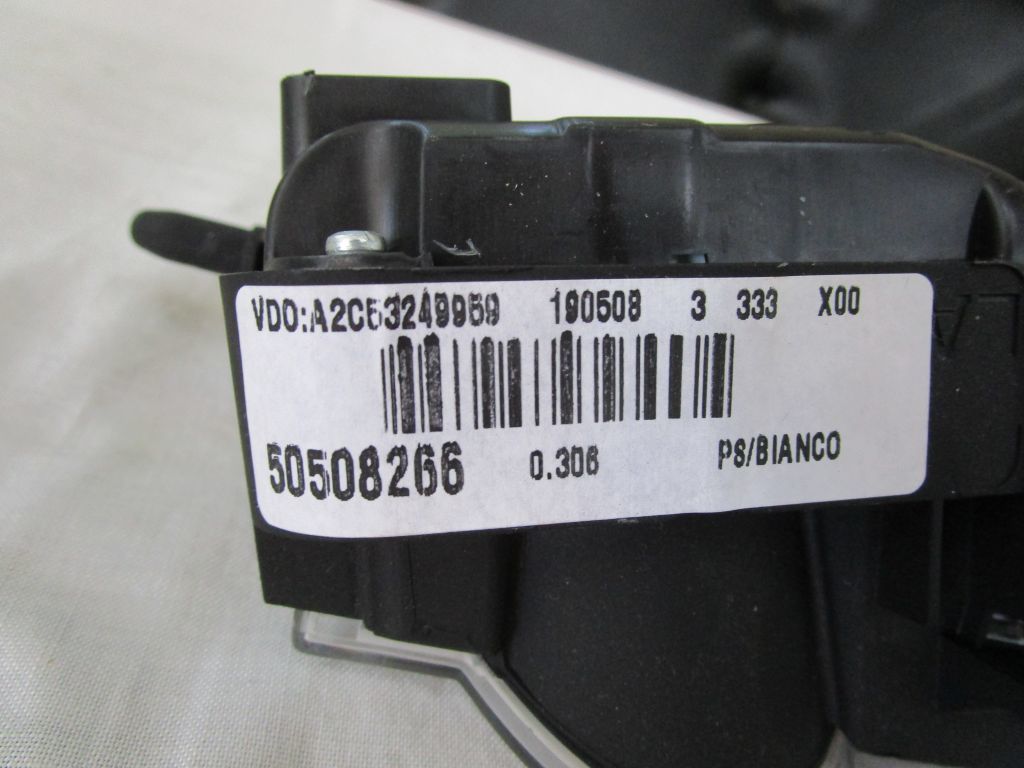 VDO:A2C53249959 190508 3 333 X00
50508266 0.306 PS/BIANCO